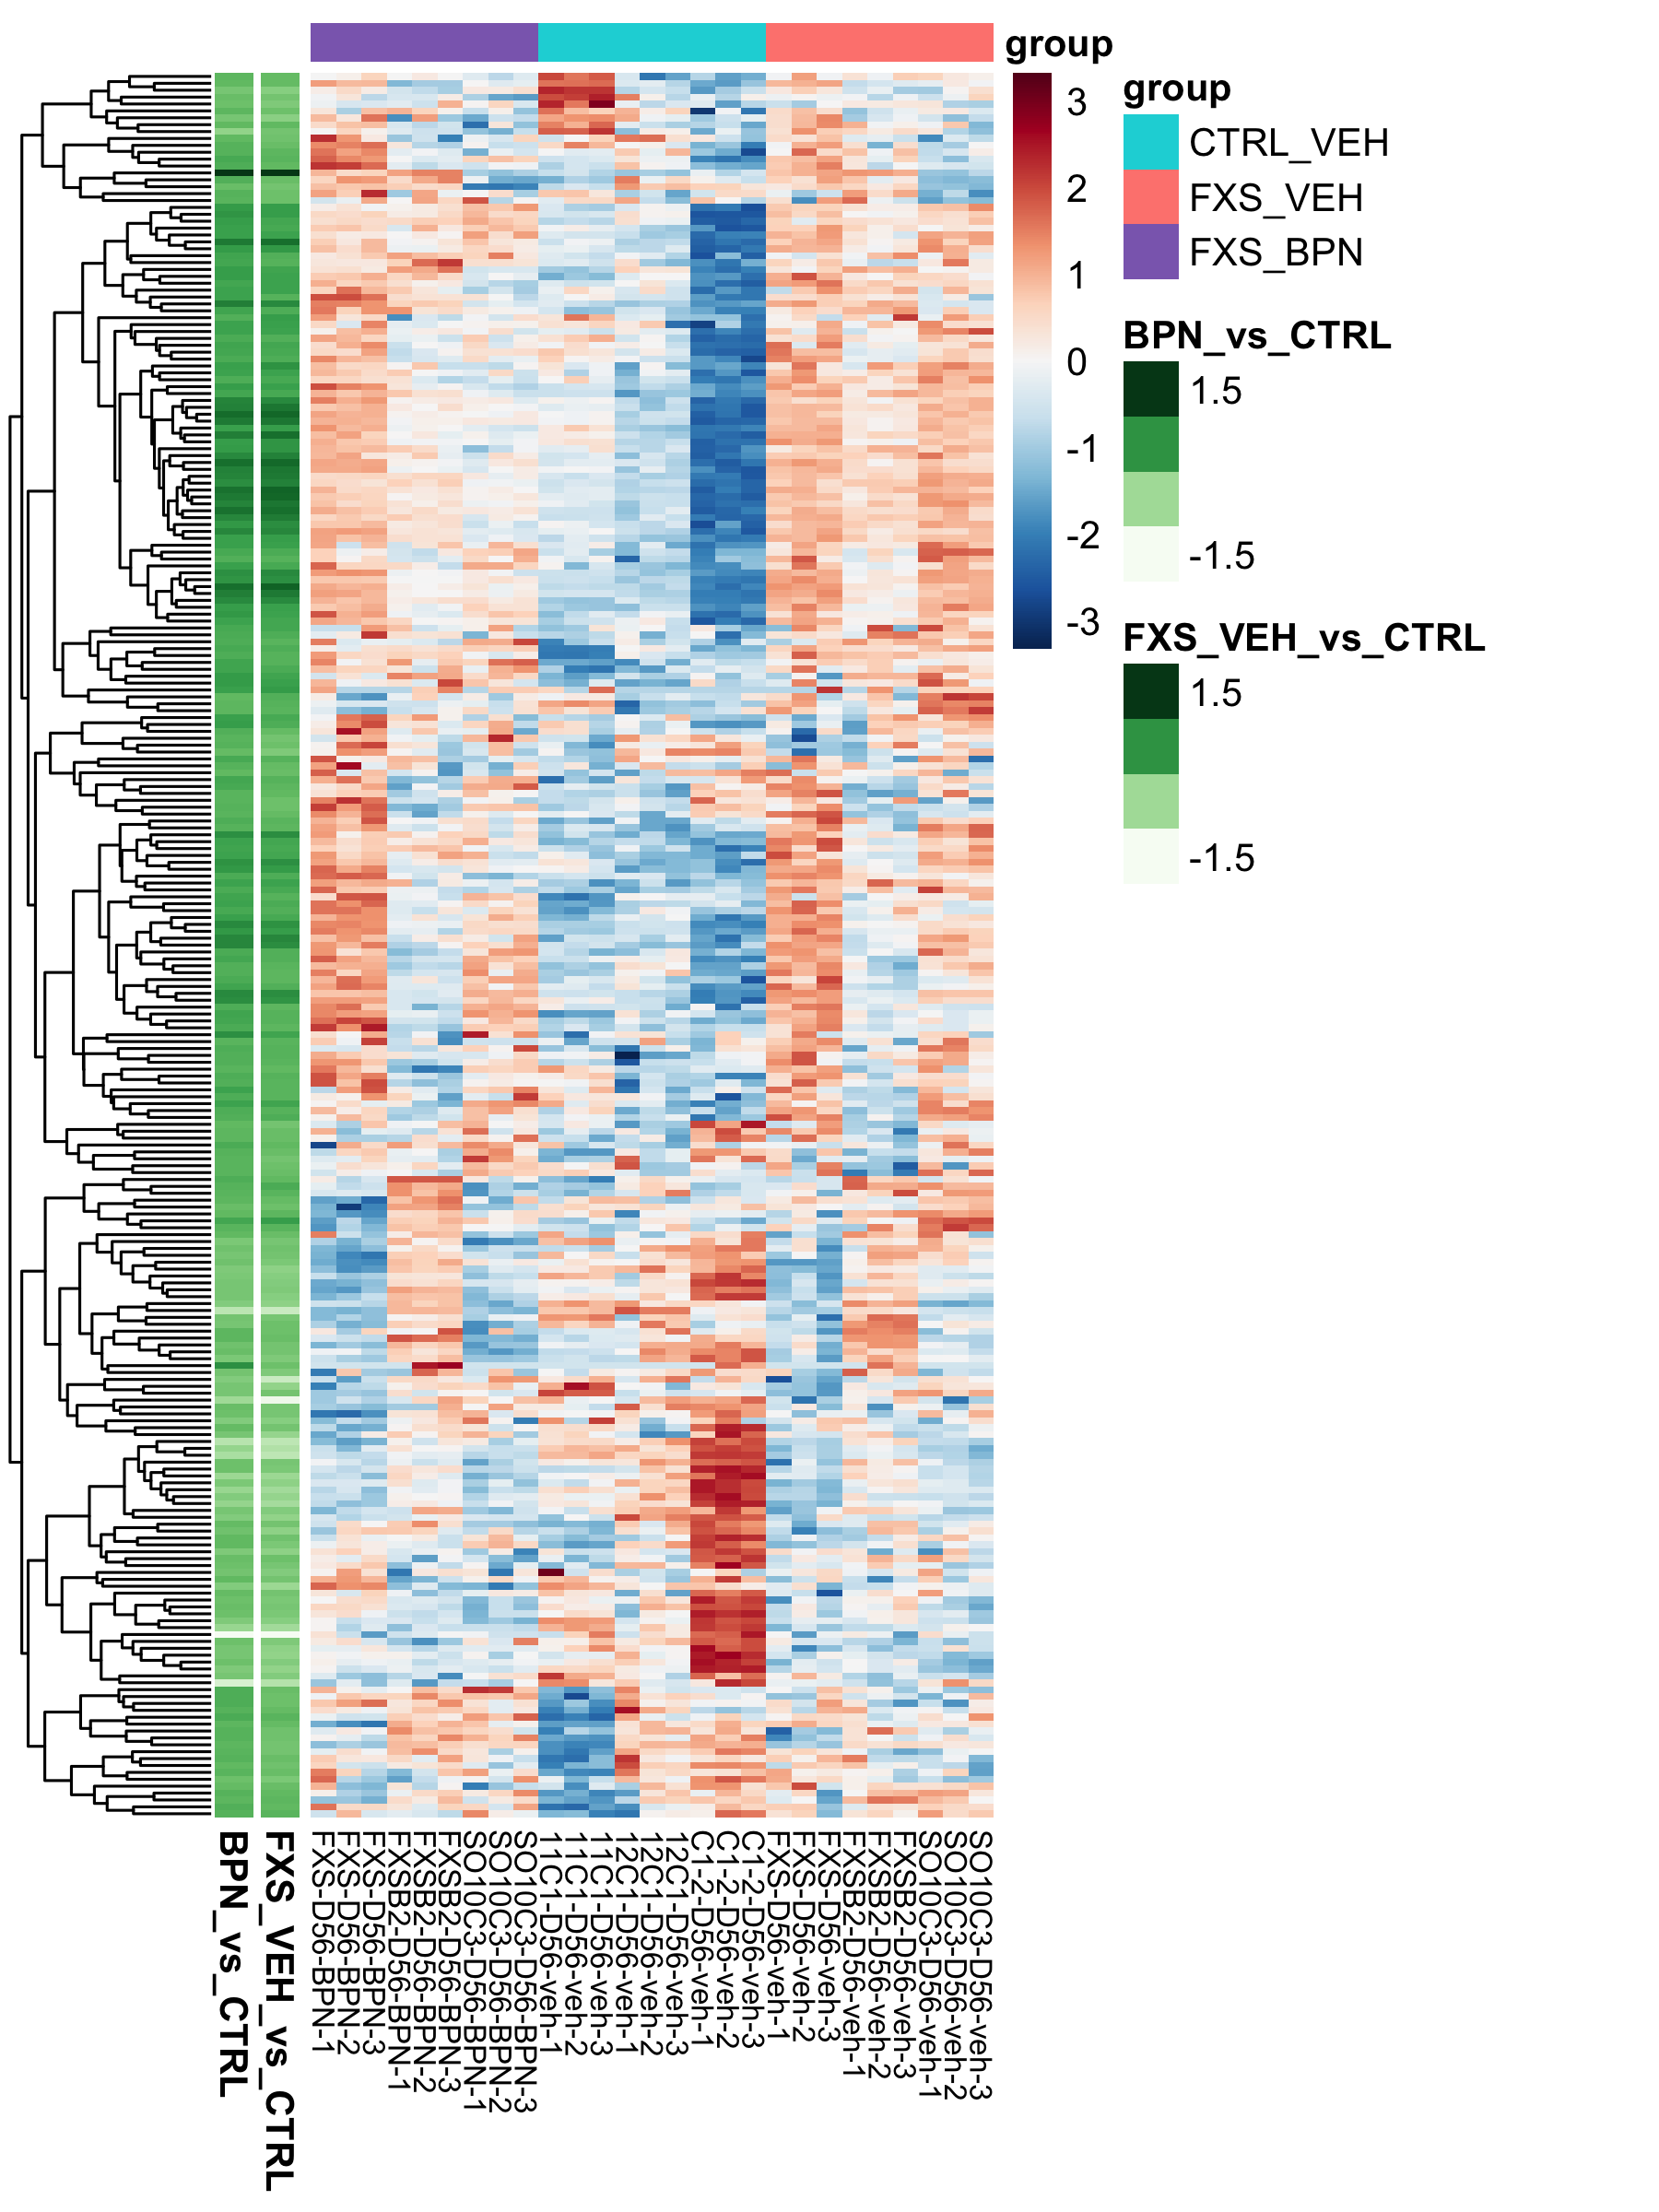 group
3
2
1
0
-1
-2
-3
group
CTRL_VEH
FXS_VEH
FXS_BPN
BPN_vs_CTRL
1.5
-1.5
FXS_VEH_vs_CTRL
1.5
-1.5
BPN_vs_CTRL
FXS_VEH_vs_CTRL
FXS-D56-BPN-1
FXS-D56-BPN-2
FXS-D56-BPN-3
FXSB2-D56-BPN-1
FXSB2-D56-BPN-2
FXSB2-D56-BPN-3
SO10C3-D56-BPN-1
SO10C3-D56-BPN-2
SO10C3-D56-BPN-3
11C1-D56-veh-1
11C1-D56-veh-2
11C1-D56-veh-3
12C1-D56-veh-1
12C1-D56-veh-2
12C1-D56-veh-3
C1-2-D56-veh-1
C1-2-D56-veh-2
C1-2-D56-veh-3
FXS-D56-veh-1
FXS-D56-veh-2
FXS-D56-veh-3
FXSB2-D56-veh-1
FXSB2-D56-veh-2
FXSB2-D56-veh-3
SO10C3-D56-veh-1
SO10C3-D56-veh-2
SO10C3-D56-veh-3